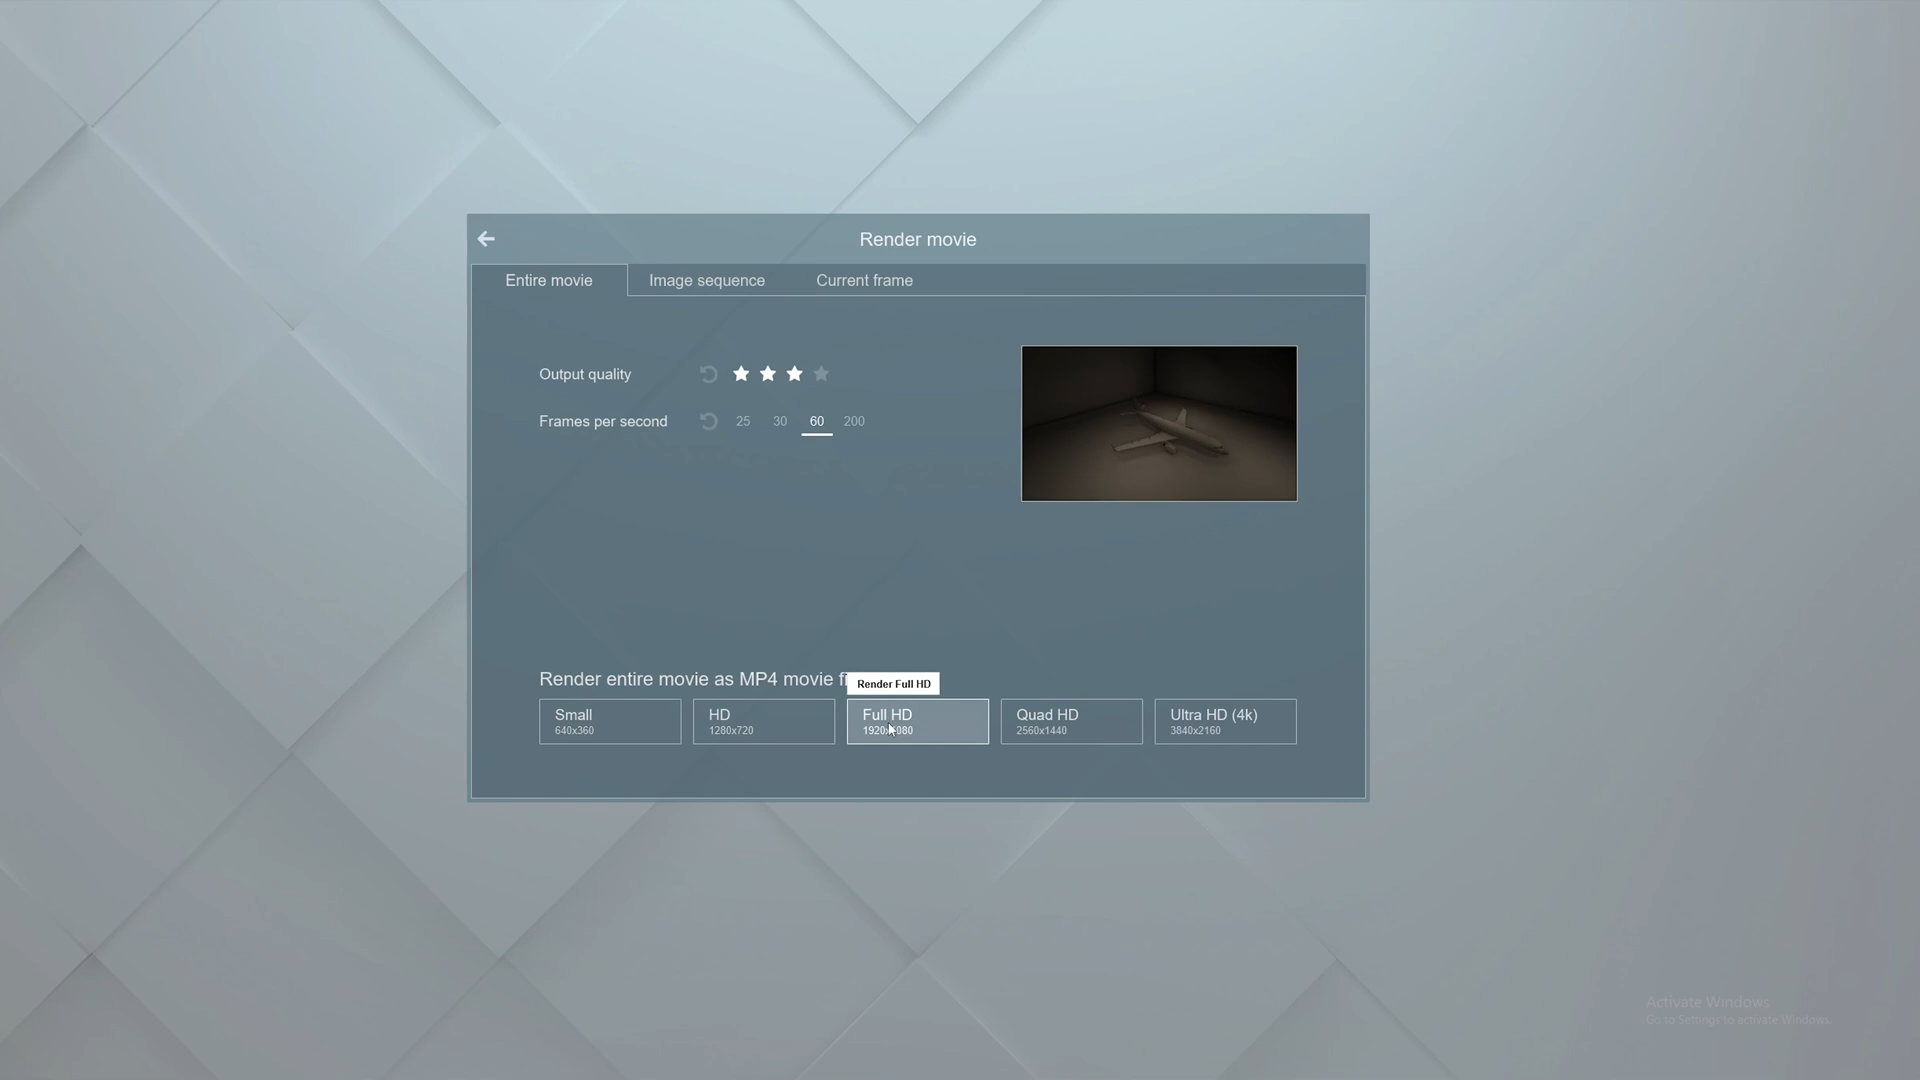 Render movie
Entire movie
Image sequence
Current frame
Output quality
Frames per second
25
30
60
200
Render entire movie as MP4 movie
Render Full HD
Small
640x360
HD
1280x720
Full HD
Quad HD
2560x1440
Ultra HD (4k)
3840x2160
Activate Windows
Go to Settings to activate Windows.